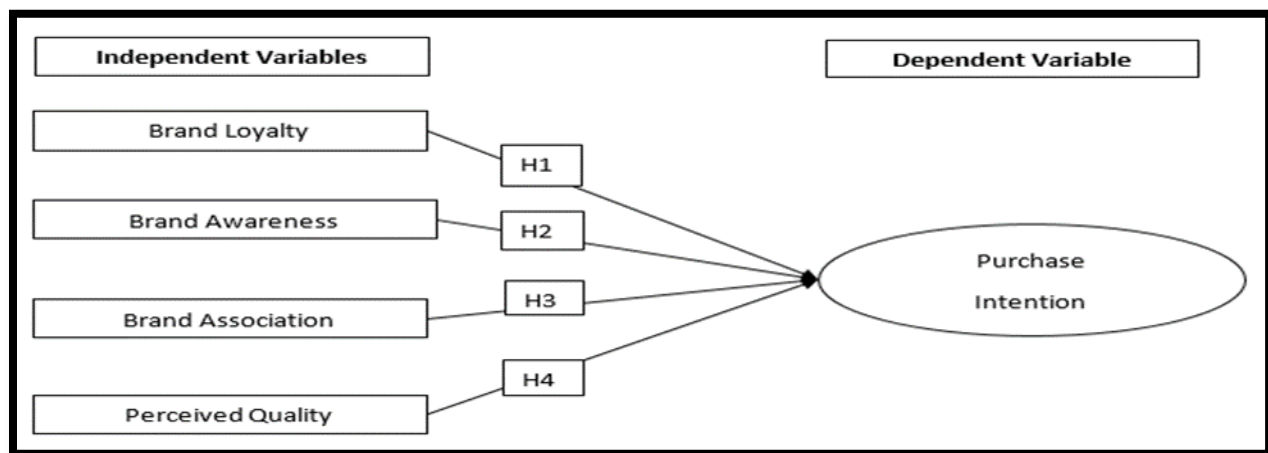 Independent Variables
Dependent Variable
Brand Loyalty
H1
Brand Awareness
H2
Brand Association
H3
Perceived Quality
H4
Purchase
Intention